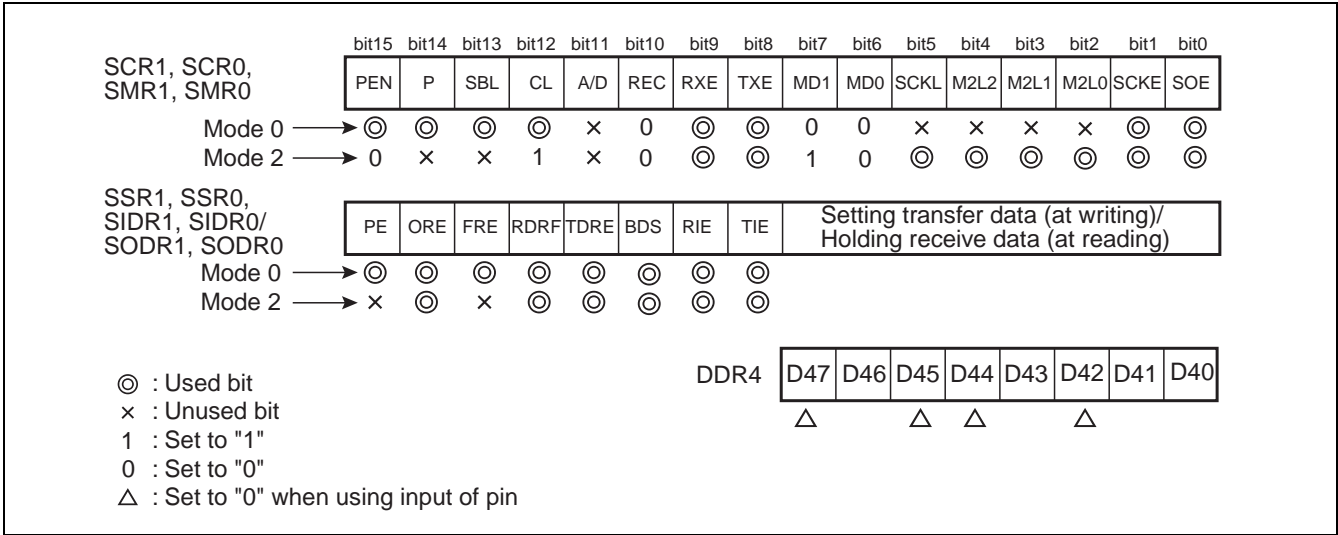 bit15 bit14 bit13 bit12 bit11 bit10 bit9 bit8 bit7 bit6 bit5 bit4 bit3 bit2 bit1 bit0
SCR1, SCR0,
SMR1, SMR0
PEN P SBL CL A/D REC RXE TXE MD1 MD0 SCKL M2L2 M2L1 M2L0 SCKE SOE
Mode 0 → ◎ ◎ ◎ ◎ × 0 ◎ ◎ 0 0 × × × × ◎ ◎
Mode 2 → 0 × × 1 × 0 ◎ ◎ 1 0 ◎ ◎ ◎ ◎ ◎ ◎
SSR1, SSR0,
SIDR1, SIDR0/
SODR1, SODR0
PE ORE FRE RDRF TDRE BDS RIE TIE
Setting transfer data (at writing)/
Holding receive data (at reading)
Mode 0 → ◎ ◎ ◎ ◎ ◎ ◎ ◎ ◎
Mode 2 → × ◎ × ◎ ◎ ◎ ◎ ◎
DDR4 D47 D46 D45 D44 D43 D42 D41 D40
△ △ △ △
◎ : Used bit
× : Unused bit
1 : Set to "1"
0 : Set to "0"
△ : Set to "0" when using input of pin